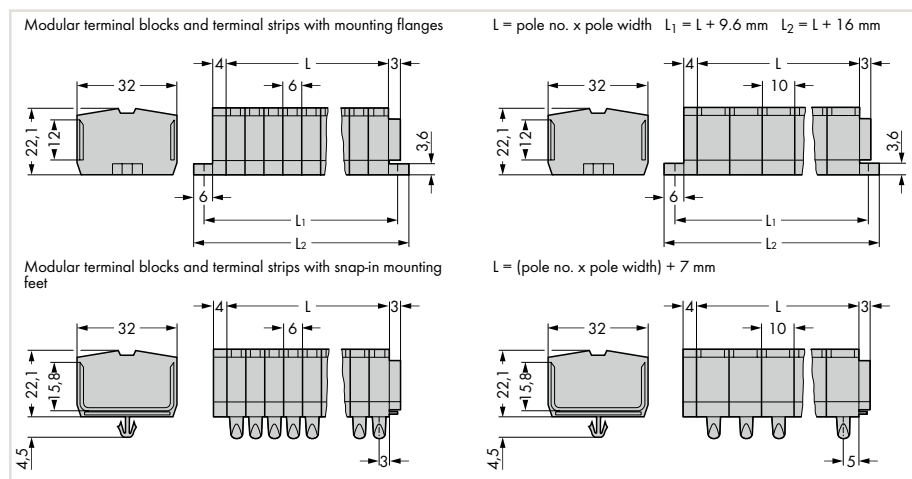 Modular terminal blocks and terminal strips with mounting flanges
L = pole no. x pole width L1 = L + 9.6 mm L2 = L + 16 mm
32
4
L
3
6
22,1
12
3,6
6
L1
L2
32
4
L
3
10
22,1
12
3,6
6
L1
L2
Modular terminal blocks and terminal strips with snap-in mounting
feet
L = (pole no. x pole width) + 7 mm
32
4
L
3
6
22,1
15,8
4,5
3
32
4
L
3
10
22,1
15,8
4,5
5